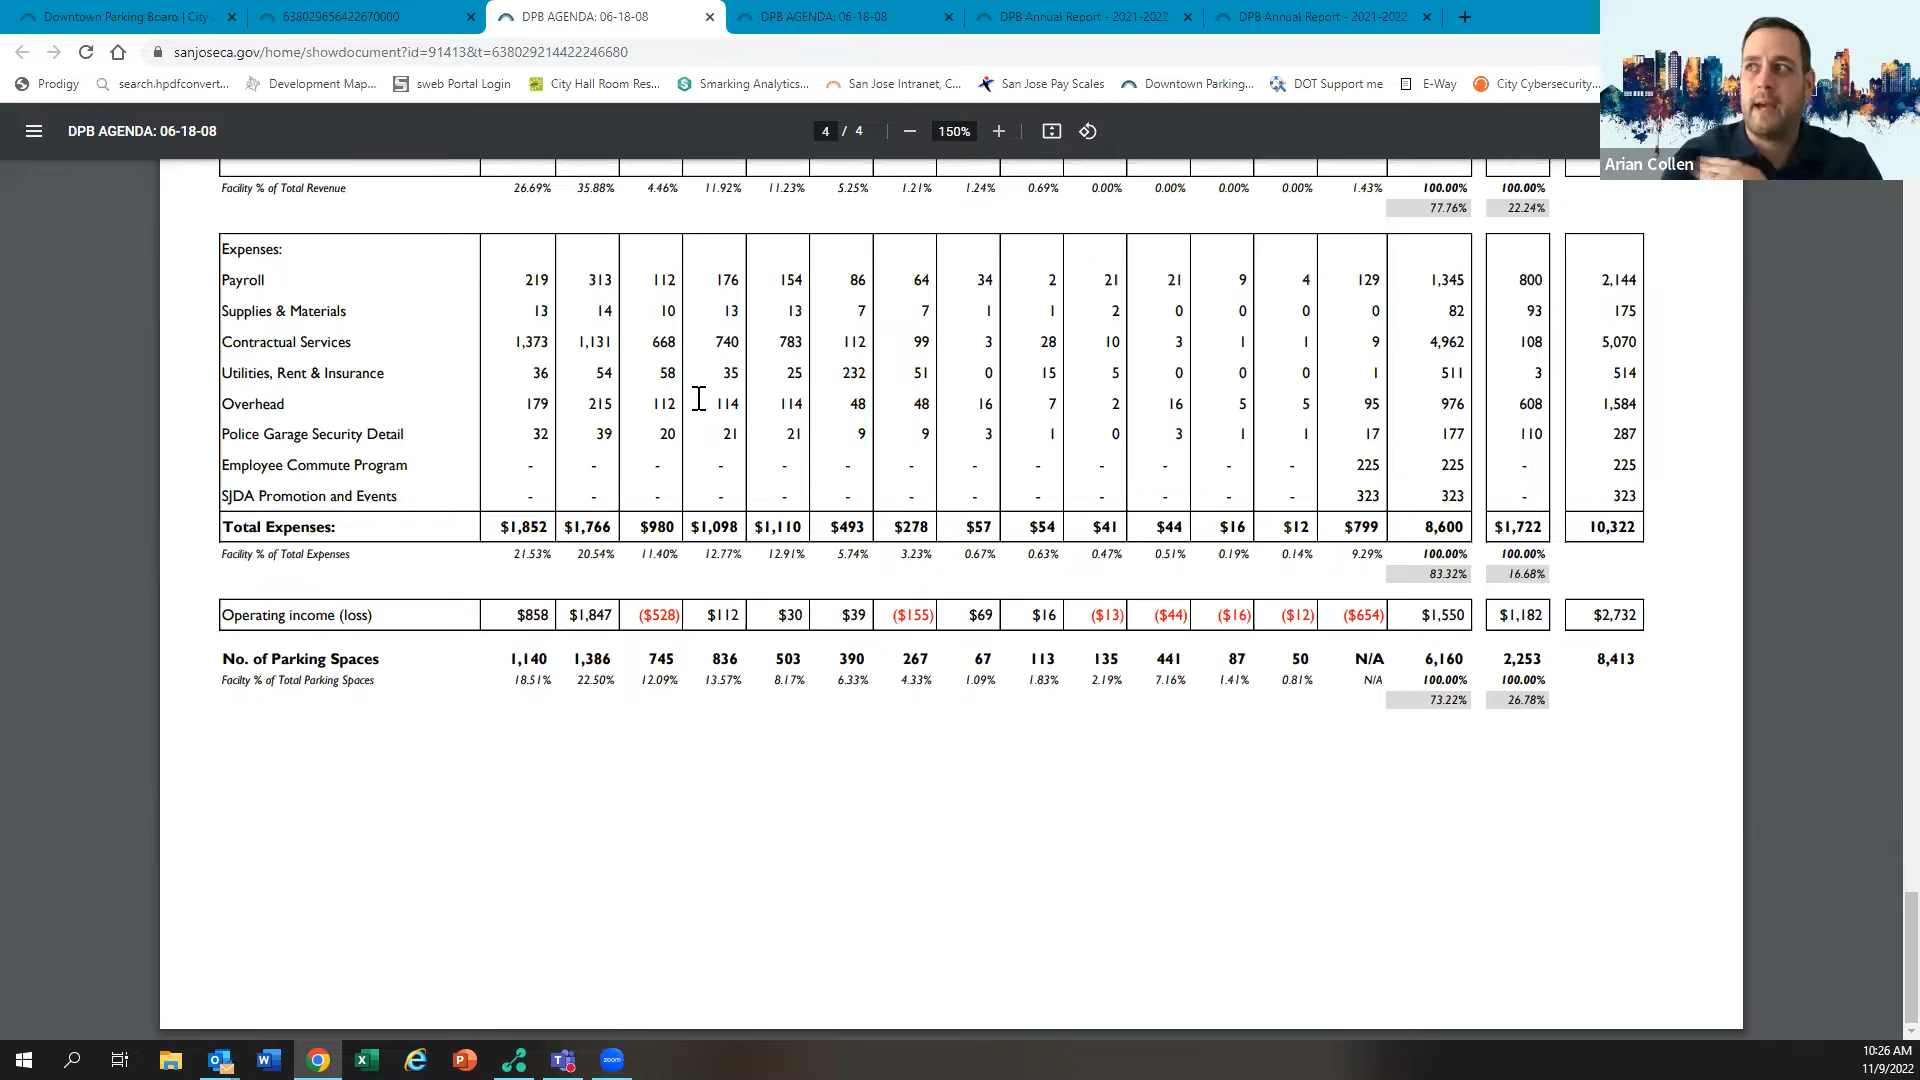 Downtown Parking Board | City
638029656422670000
DPB AGENDA: 06-18-08
DPB AGENDA: 06-18-08
DPB Annual Report - 2021-2022
DPB Annual Report - 2021-2022
sanjoseca.gov/home/showdocument?id=91413&t=638029214422246680
Prodigy
search.hpdfconvert...
Development Map...
sweb Portal Login
City Hall Room Res...
Smarking Analytics...
San Jose Intranet, C...
San Jose Pay Scales
Downtown Parking...
DOT Support me
E-Way
City Cybersecurity...
DPB AGENDA: 06-18-08
4 / 4
150%
Arian Collen
Facility % of Total Revenue 26.69% 35.88% 4.46% 11.92% 11.23% 5.25% 1.21% 1.24% 0.69% 0.00% 0.00% 0.00% 0.00% 1.43% 100.00% 100.00%
77.76% 22.24%
Expenses:
Payroll 219 313 112 176 154 86 64 34 2 21 21 9 4 129 1,345 800 2,144
Supplies & Materials 13 14 10 13 13 7 7 1 1 2 0 0 0 0 82 93 175
Contractual Services 1,373 1,131 668 740 783 112 99 3 28 10 3 1 1 9 4,962 108 5,070
Utilities, Rent & Insurance 36 54 58 35 25 232 51 0 15 5 0 0 0 1 511 3 514
Overhead 179 215 112 114 114 48 48 16 7 2 16 5 5 95 976 608 1,584
Police Garage Security Detail 32 39 20 21 21 9 9 3 1 0 3 1 1 17 177 110 287
Employee Commute Program - - - - - - - - - - - - - 225 225 - 225
SJDA Promotion and Events - - - - - - - - - - - - - 323 323 - 323
Total Expenses: $1,852 $1,766 $980 $1,098 $1,110 $493 $278 $57 $54 $41 $44 $16 $12 $799 8,600 $1,722 10,322
Facility % of Total Expenses 21.53% 20.54% 11.40% 12.77% 12.91% 5.74% 3.23% 0.67% 0.63% 0.47% 0.51% 0.19% 0.14% 9.29% 100.00% 100.00%
83.32% 16.68%
Operating income (loss) $858 $1,847 ($528) $112 $30 $39 ($155) $69 $16 ($13) ($44) ($16) ($12) ($654) $1,550 $1,182 $2,732
No. of Parking Spaces 1,140 1,386 745 836 503 390 267 67 113 135 441 87 50 N/A 6,160 2,253 8,413
Facilty % of Total Parking Spaces 18.51% 22.50% 12.09% 13.57% 8.17% 6.33% 4.33% 1.09% 1.83% 2.19% 7.16% 1.41% 0.81% N/A 100.00% 100.00%
73.22% 26.78%
zoom
10:26 AM
11/9/2022